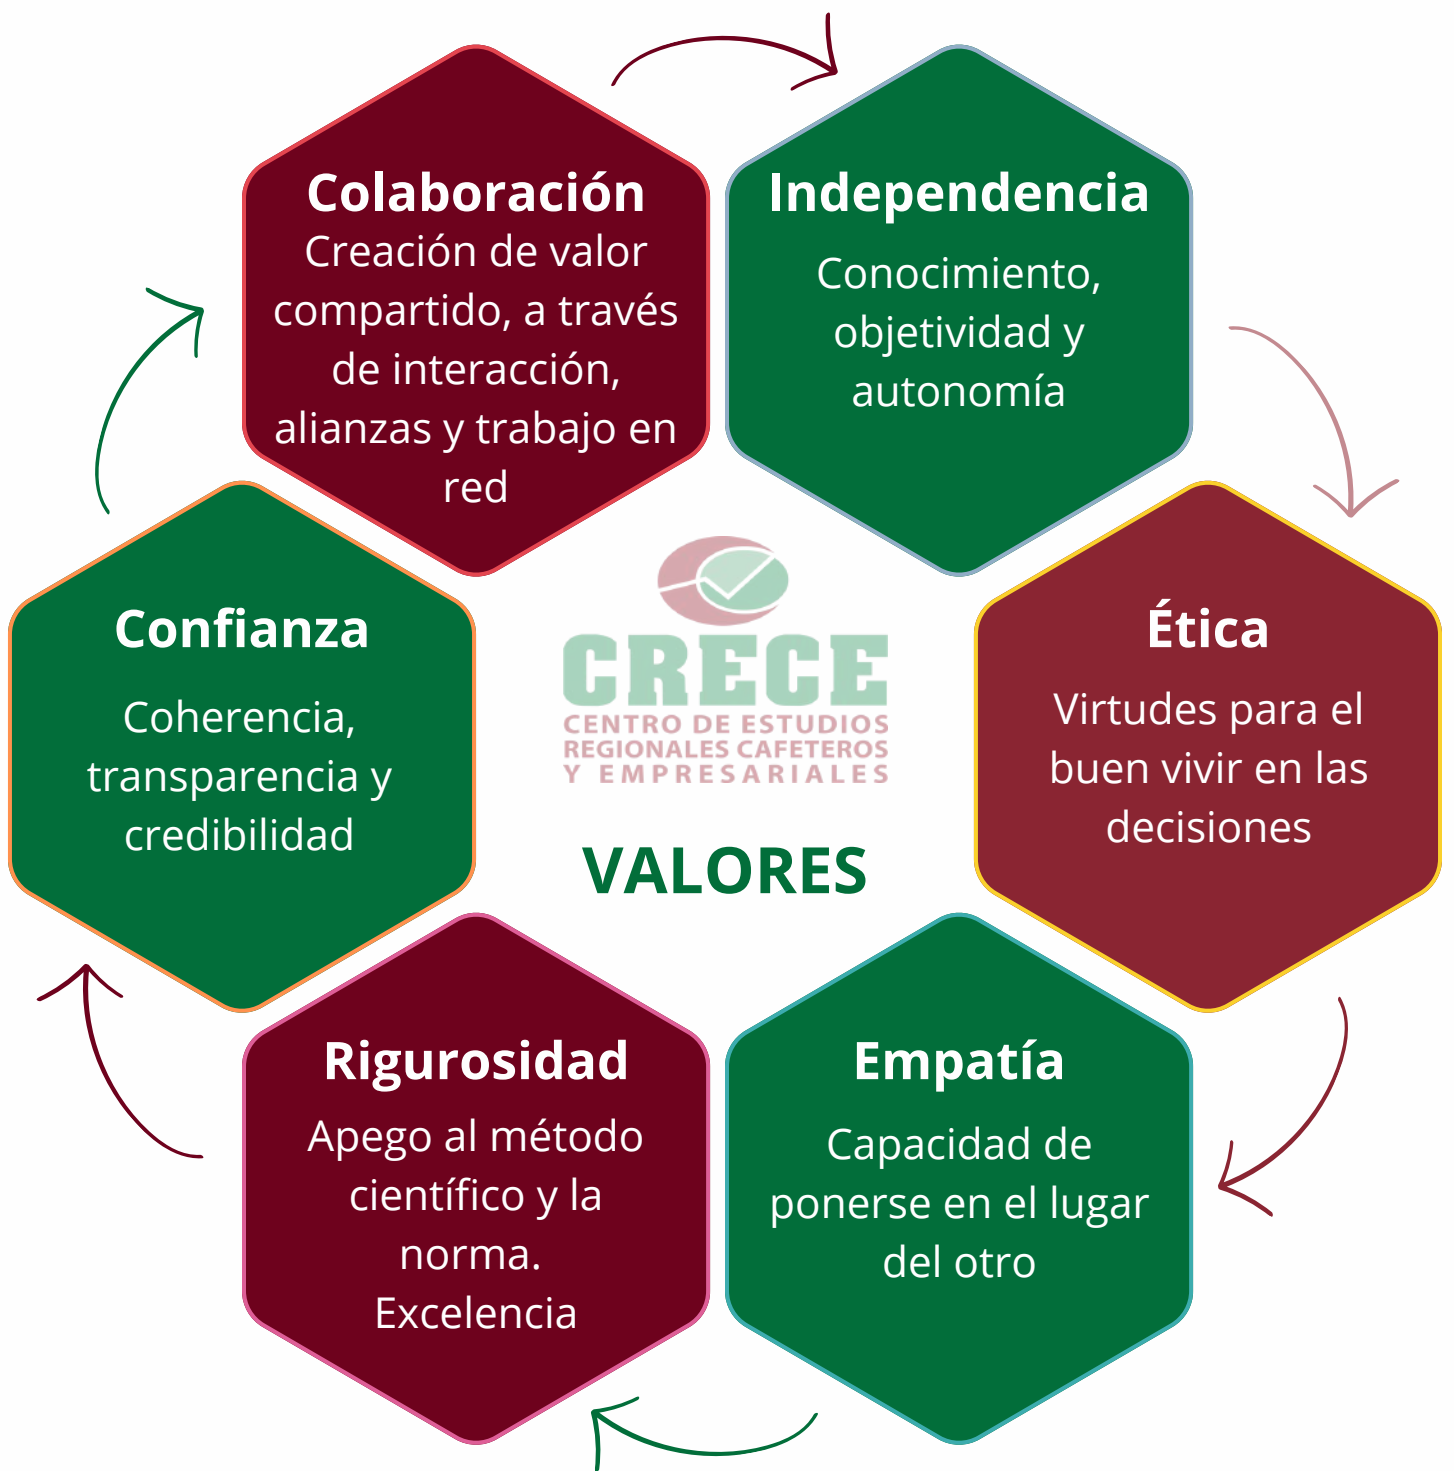 Colaboración
Creación de valor
compartido, a través
de interacción,
alianzas y trabajo en
red
Independencia
Conocimiento,
objetividad y
autonomía
Confianza
Coherencia,
transparencia y
credibilidad
CRECE
CENTRO DE ESTUDIOS
REGIONALES CAFETEROS
Y EMPRESARIALES
VALORES
Ética
Virtudes para el
buen vivir en las
decisiones
Rigurosidad
Apego al método
científico y la
norma.
Excelencia
Empatía
Capacidad de
ponerse en el lugar
del otro